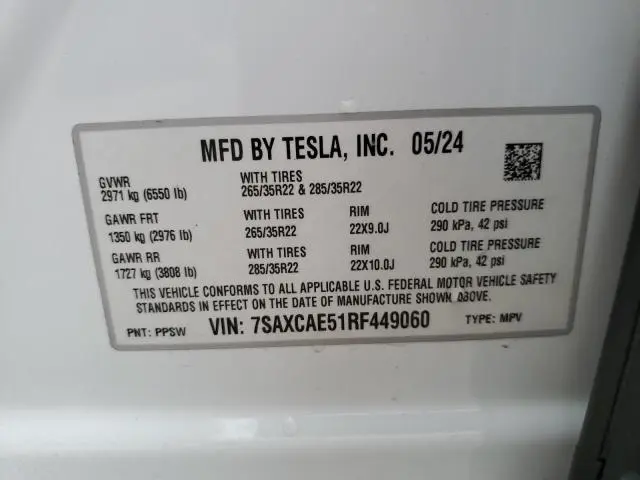 MFD BY TESLA, INC. 05/24
GVWR
2971 kg (6550 lb)
WITH TIRES
265/35R22 & 285/35R22
GAWR FRT
1350 kg (2976 lb)
WITH TIRES
265/35R22
RIM
22X9.0J
COLD TIRE PRESSURE
290 kPa, 42 psi
GAWR RR
1727 kg (3808 lb)
WITH TIRES
285/35R22
RIM
22X10.0J
COLD TIRE PRESSURE
290 kPa, 42 psi
THIS VEHICLE CONFORMS TO ALL APPLICABLE U.S. FEDERAL MOTOR VEHICLE SAFETY
STANDARDS IN EFFECT ON THE DATE OF MANUFACTURE SHOWN ABOVE.
PNT: PPSW VIN: 7SAXCAE51RF449060 TYPE: MPV